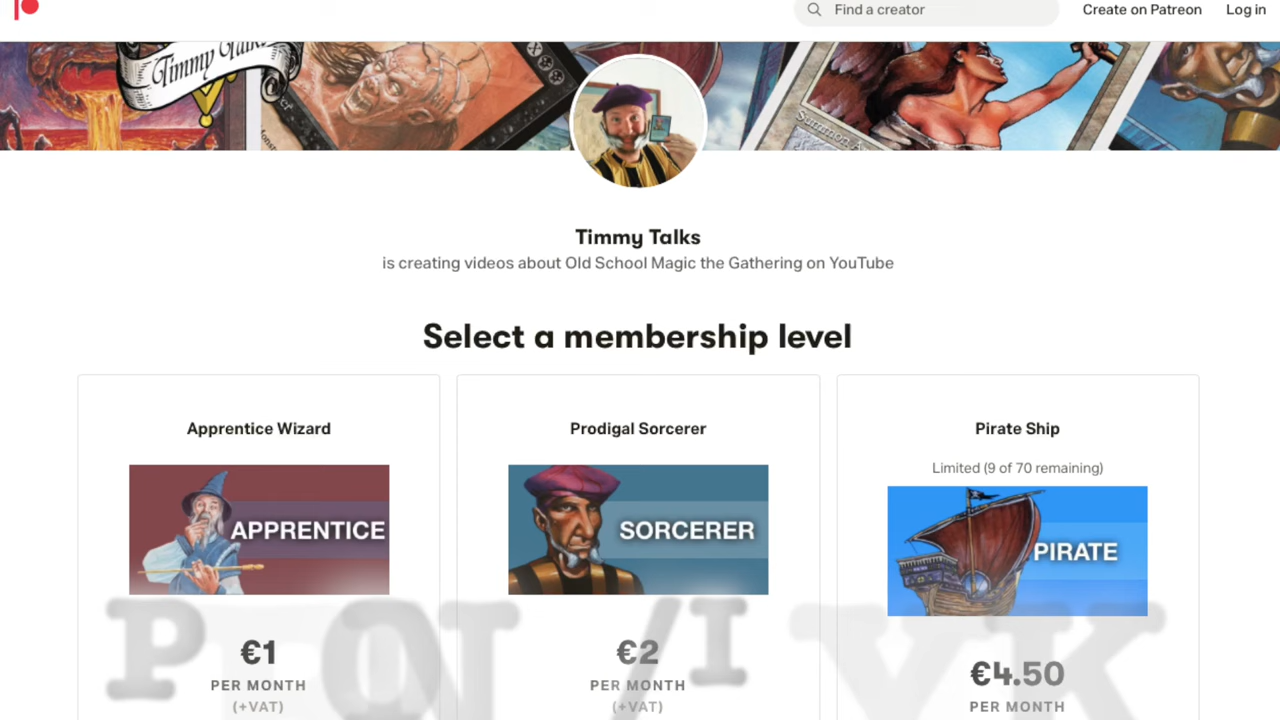 Find a creator
Create on Patreon
Log in
Timmy Talks
Summon A
Timmy Talks
is creating videos about Old School Magic the Gathering on YouTube
Select a membership level
Apprentice Wizard
APPRENTICE
€1
PER MONTH
(+VAT)
Prodigal Sorcerer
SORCERER
€2
PER MONTH
(+VAT)
Pirate Ship
Limited (9 of 70 remaining)
PIRATE
€4.50
PER MONTH